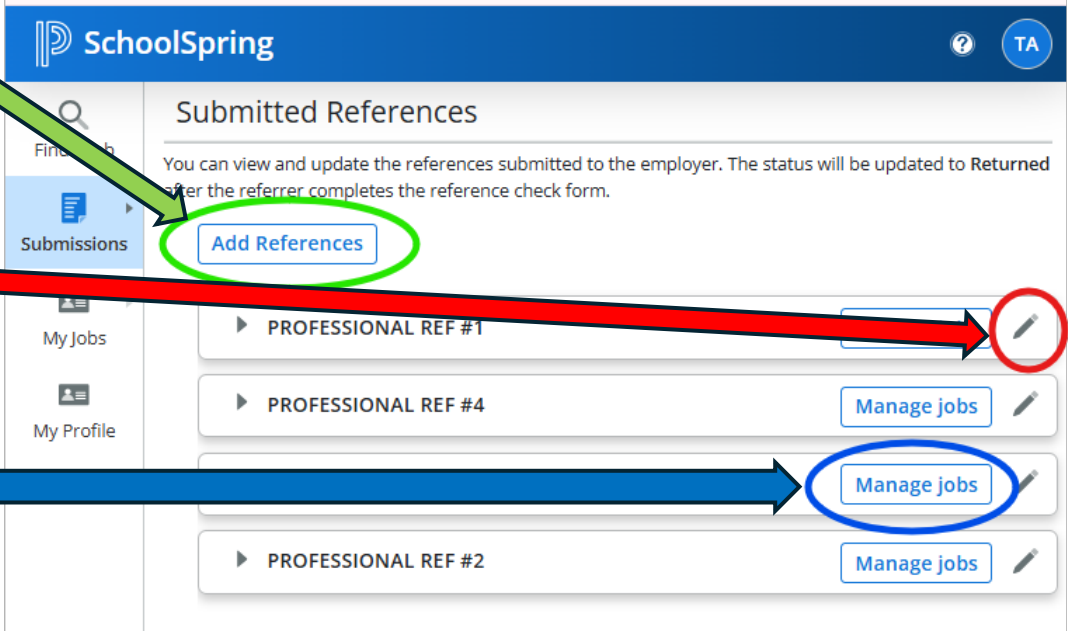 SchoolSpring
TA
Submitted References
You can view and update the references submitted to the employer. The status will be updated to Returned
after the referrer completes the reference check form.
Submissions
Add References
My Jobs
PROFESSIONAL REF #1
My Profile
PROFESSIONAL REF #4
Manage jobs
Manage jobs
PROFESSIONAL REF #2
Manage jobs